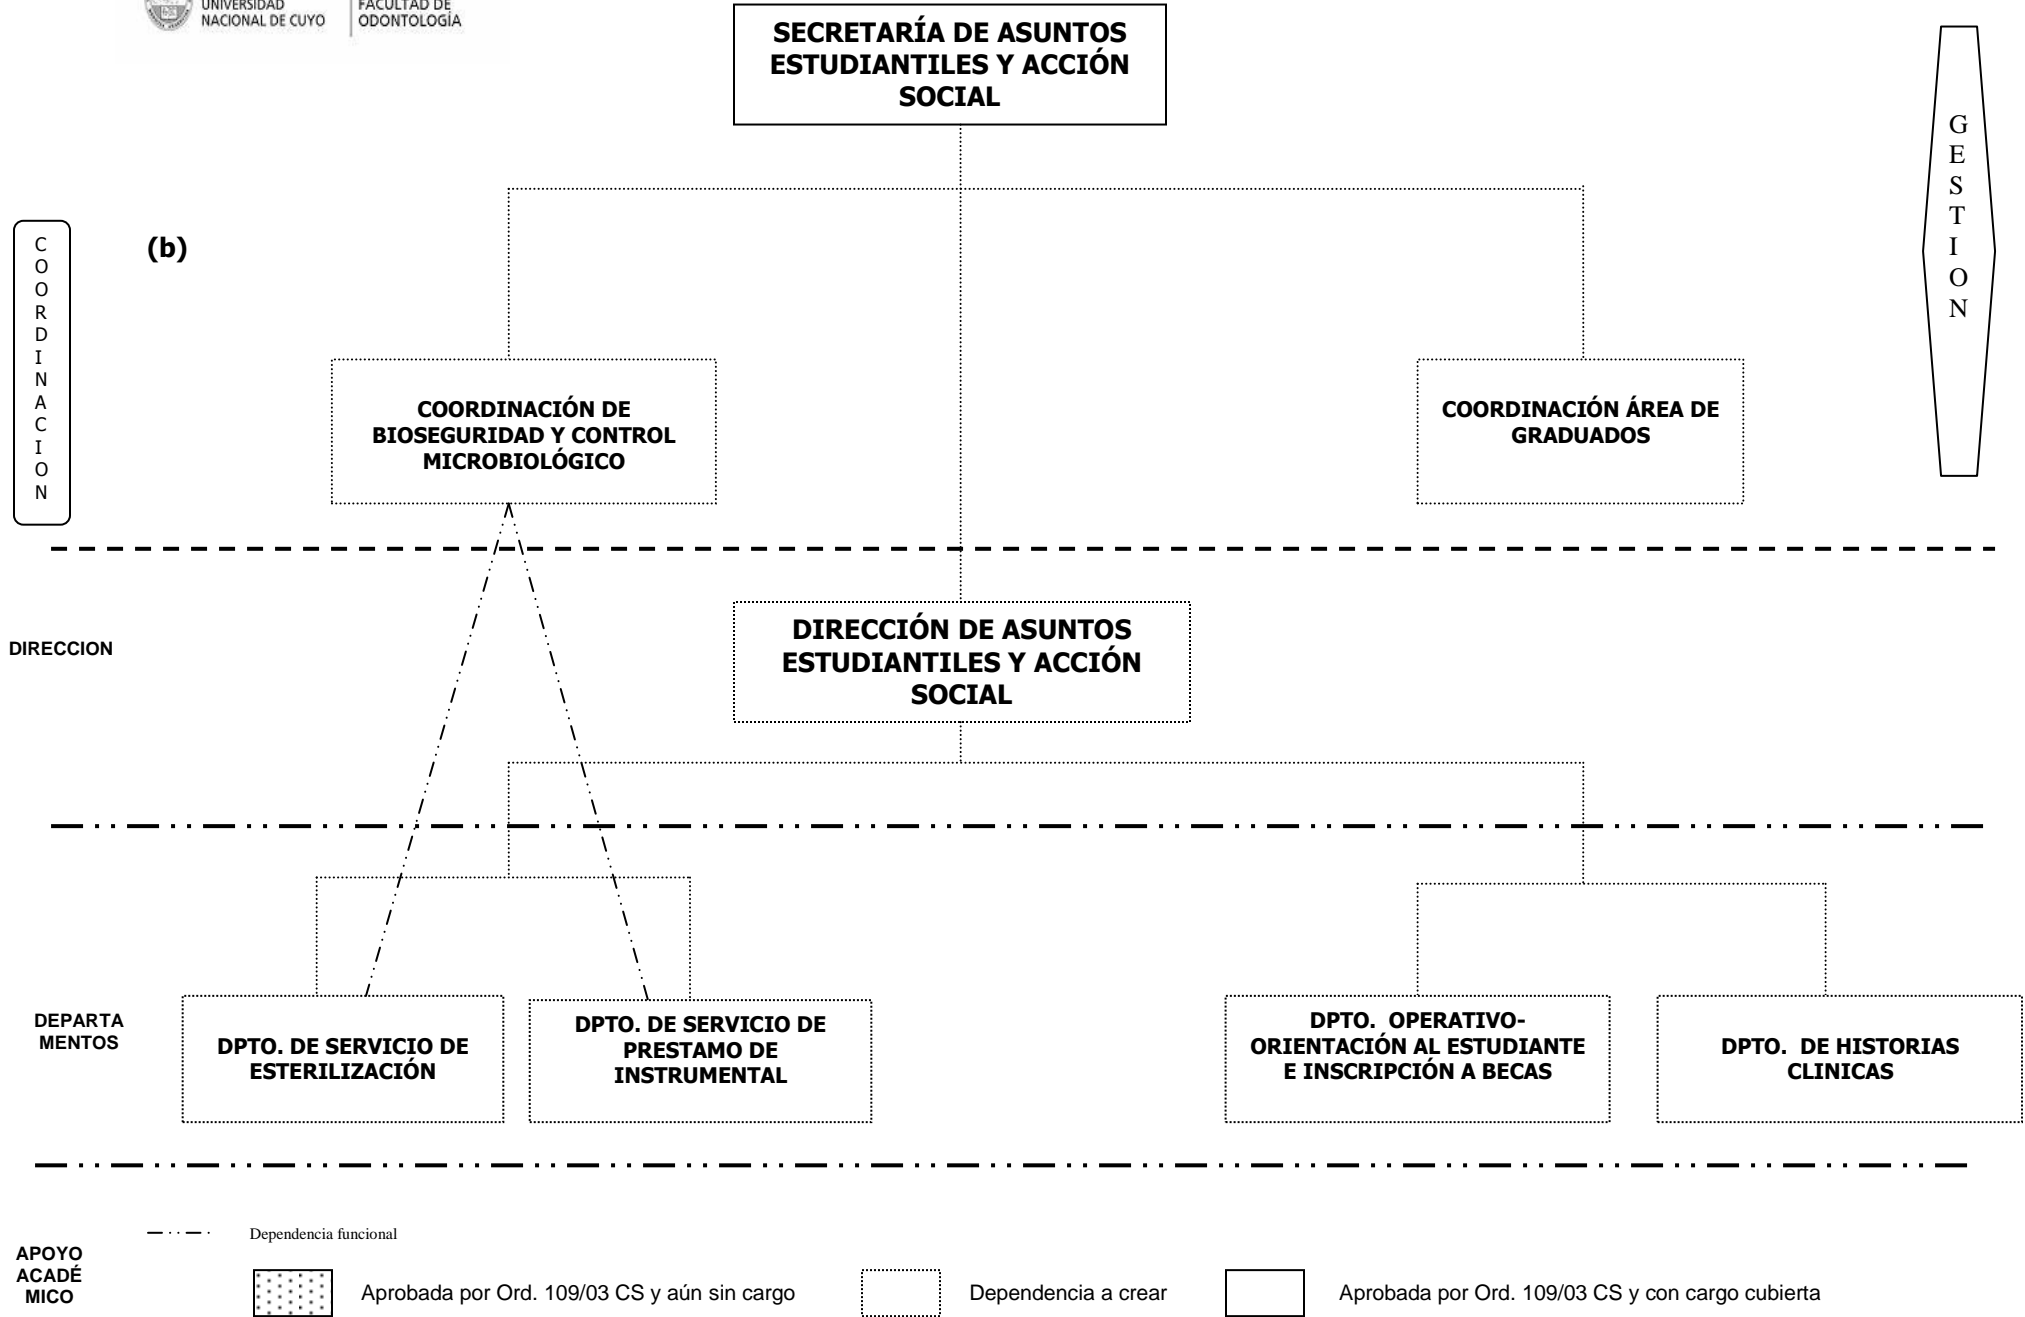 UNIVERSIDAD
NACIONAL DE CUYO
FACULTAD DE
ODONTOLOGÍA
SECRETARÍA DE ASUNTOS
ESTUDIANTILES Y ACCIÓN
SOCIAL
GESTION
COORDINACION
(b)
COORDINACIÓN DE
BIOSEGURIDAD Y CONTROL
MICROBIOLÓGICO
COORDINACIÓN ÁREA DE
GRADUADOS
DIRECCION
DIRECCIÓN DE ASUNTOS
ESTUDIANTILES Y ACCIÓN
SOCIAL
DEPARTA
MENTOS
DPTO. DE SERVICIO DE
ESTERILIZACIÓN
DPTO. DE SERVICIO DE
PRESTAMO DE
INSTRUMENTAL
DPTO. OPERATIVO-
ORIENTACIÓN AL ESTUDIANTE
E INSCRIPCIÓN A BECAS
DPTO. DE HISTORIAS
CLINICAS
Dependencia funcional
APOYO
ACADÉ
MICO
Aprobada por Ord. 109/03 CS y aún sin cargo
Dependencia a crear
Aprobada por Ord. 109/03 CS y con cargo cubierta